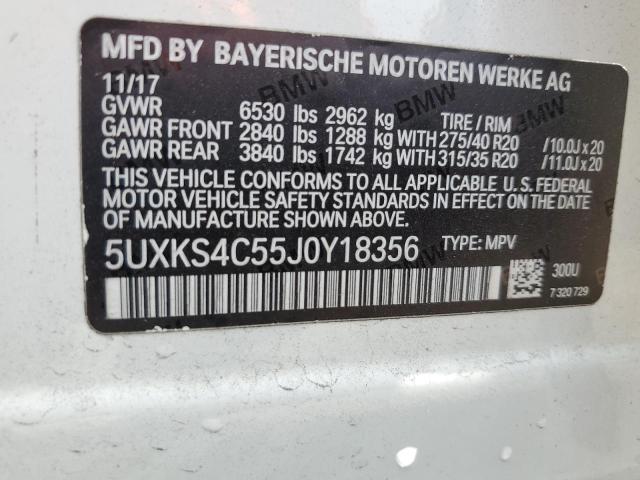 MFD BY BAYERISCHE MOTOREN WERKE AG
11/17
GVWR 6530 lbs 2962 kg TIRE / RIM
GAWR FRONT 2840 lbs 1288 kg WITH 275/40 R20 /10.0J x 20
GAWR REAR 3840 lbs 1742 kg WITH 315/35 R20 /11.0J x 20
THIS VEHICLE CONFORMS TO ALL APPLICABLE U. S. FEDERAL
MOTOR VEHICLE SAFETY STANDARDS IN EFFECT ON THE
DATE OF MANUFACTURE SHOWN ABOVE.
5UXKS4C55J0Y18356 TYPE: MPV
300U
7 320 729